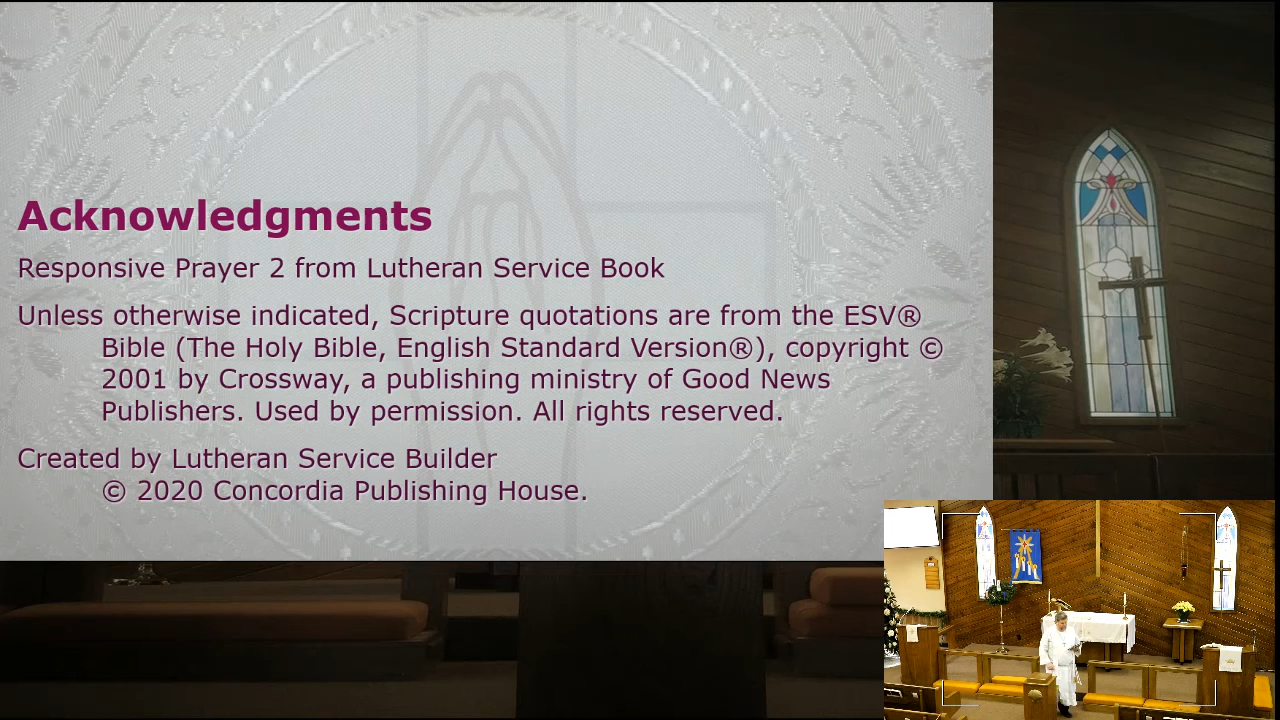 Acknowledgments
Responsive Prayer 2 from Lutheran Service Book
Unless otherwise indicated, Scripture quotations are from the ESV®
Bible (The Holy Bible, English Standard Version®), copyright ©
2001 by Crossway, a publishing ministry of Good News
Publishers. Used by permission. All rights reserved.
Created by Lutheran Service Builder
© 2020 Concordia Publishing House.